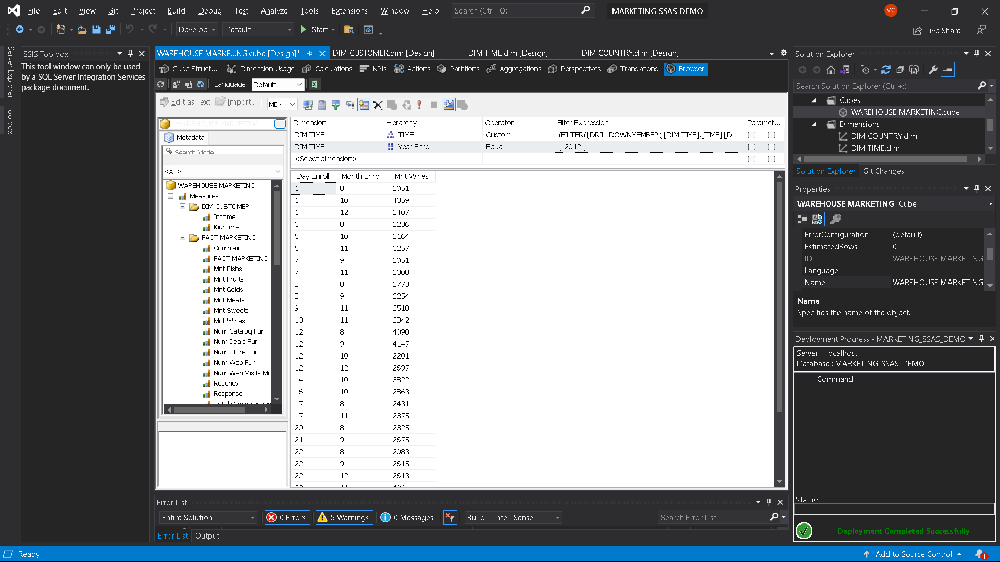 File Edit View Git Project Build Debug Test Analyze Tools Extensions Window Help Search (Ctrl+Q) MARKETING_SSAS_DEMO VC
Develop Default Start Live Share
Server Explorer
Toolbox
SSIS Toolbox
This tool window can only be used
by a SQL Server Integration Services
package document.
WAREHOUSE MARKE...NG.cube [Design]* DIM CUSTOMER.dim [Design] DIM TIME.dim [Design] DIM COUNTRY.dim [Design]
Cube Struct... Dimension Usage Calculations KPIs Actions Partitions Aggregations Perspectives Translations Browser
Language: Default
Edit as Text Import... MDX
WAREHOUSE MARKETING
Metadata
Search Model
<All>
WAREHOUSE MARKETING
Measures
DIM CUSTOMER
Income
Kidhome
FACT MARKETING
Complain
FACT MARKETING C
Mnt Fishs
Mnt Fruits
Mnt Golds
Mnt Meats
Mnt Sweets
Mnt Wines
Num Catalog Pur
Num Deals Pur
Num Store Pur
Num Web Pur
Num Web Visits Mo
Recency
Response
Total Campaigns Ac
Dimension Hierarchy Operator Filter Expression Paramet...
DIM TIME TIME Custom (FILTER({DRILLDOWNMEMBER( [DIM TIME].[TIME].[D...
DIM TIME Year Enroll Equal { 2012 }
<Select dimension>
Day Enroll Month Enroll Mnt Wines
1 8 2051
1 10 4359
1 12 2407
3 8 2236
5 10 2164
5 11 3257
7 9 2051
7 11 2308
8 8 2773
8 9 2254
9 11 2510
10 11 2842
12 8 4090
12 9 4147
12 10 2201
12 12 2697
14 10 3822
16 10 2863
17 8 2431
17 11 2375
20 8 2325
21 9 2675
22 8 2083
22 9 2615
22 12 2613
Error List
Entire Solution 0 Errors 5 Warnings 0 Messages Build + IntelliSense Search Error List
Error List Output
Solution Explorer
Search Solution Explorer (Ctrl+;)
Cubes
WAREHOUSE MARKETING.cube
Dimensions
DIM COUNTRY.dim
DIM TIME.dim
Solution Explorer Git Changes
Properties
WAREHOUSE MARKETING Cube
ErrorConfiguration (default)
EstimatedRows 0
ID WAREHOUSE MARKETING
Language
Name WAREHOUSE MARKETING
Name
Specifies the name of the object.
Deployment Progress - MARKETING_SSAS_DEMO
Server : localhost
Database : MARKETING_SSAS_DEMO
Command
Status:
Deployment Completed Successfully
Ready Add to Source Control 1